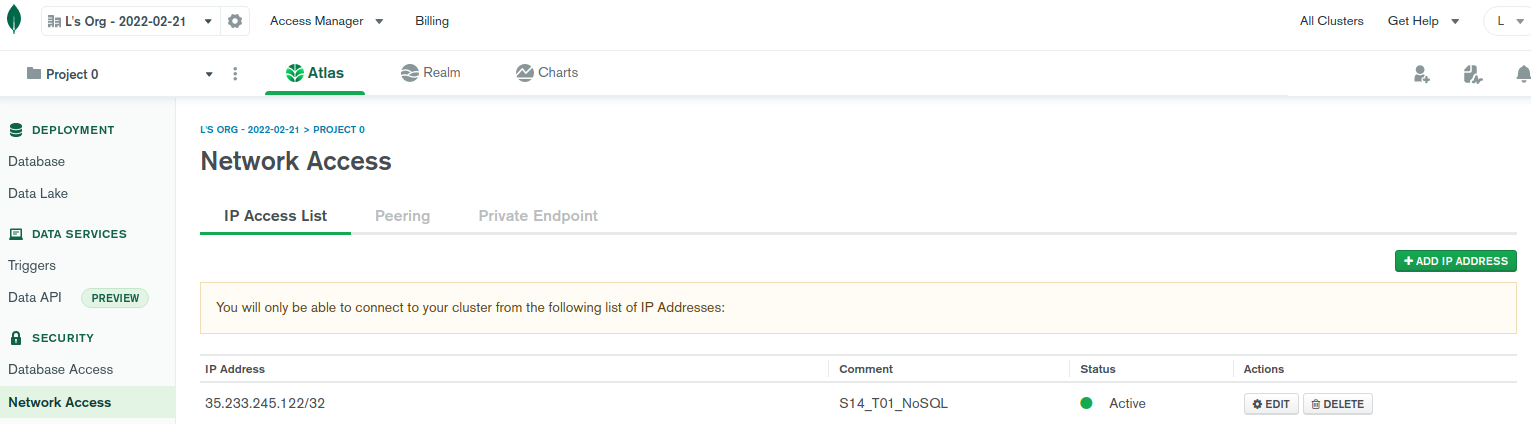 L's Org - 2022-02-21 Access Manager Billing All Clusters Get Help L
Project 0 Atlas Realm Charts
DEPLOYMENT
Database
Data Lake
DATA SERVICES
Triggers
Data API PREVIEW
SECURITY
Database Access
Network Access
L'S ORG - 2022-02-21 > PROJECT 0
Network Access
IP Access List Peering Private Endpoint
+ ADD IP ADDRESS
You will only be able to connect to your cluster from the following list of IP Addresses:
IP Address Comment Status Actions
35.233.245.122/32 S14_T01_NoSQL Active EDIT DELETE